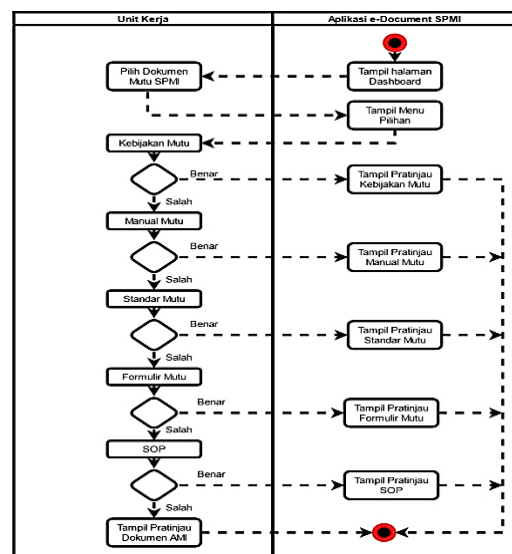 Unit Kerja
Aplikasi e-Document SPMI
Pilih Dokumen
Mutu SPMI
Tampil halaman
Dashboard
Tampil Menu
Pilihan
Kebijakan Mutu
Benar
Tampil Pratinjau
Kebijakan Mutu
Salah
Manual Mutu
Benar
Tampil Pratinjau
Manual Mutu
Salah
Standar Mutu
Benar
Tampil Pratinjau
Standar Mutu
Salah
Formulir Mutu
Benar
Tampil Pratinjau
Formulir Mutu
Salah
SOP
Benar
Tampil Pratinjau
SOP
Salah
Tampil Pratinjau
Dokumen AMI